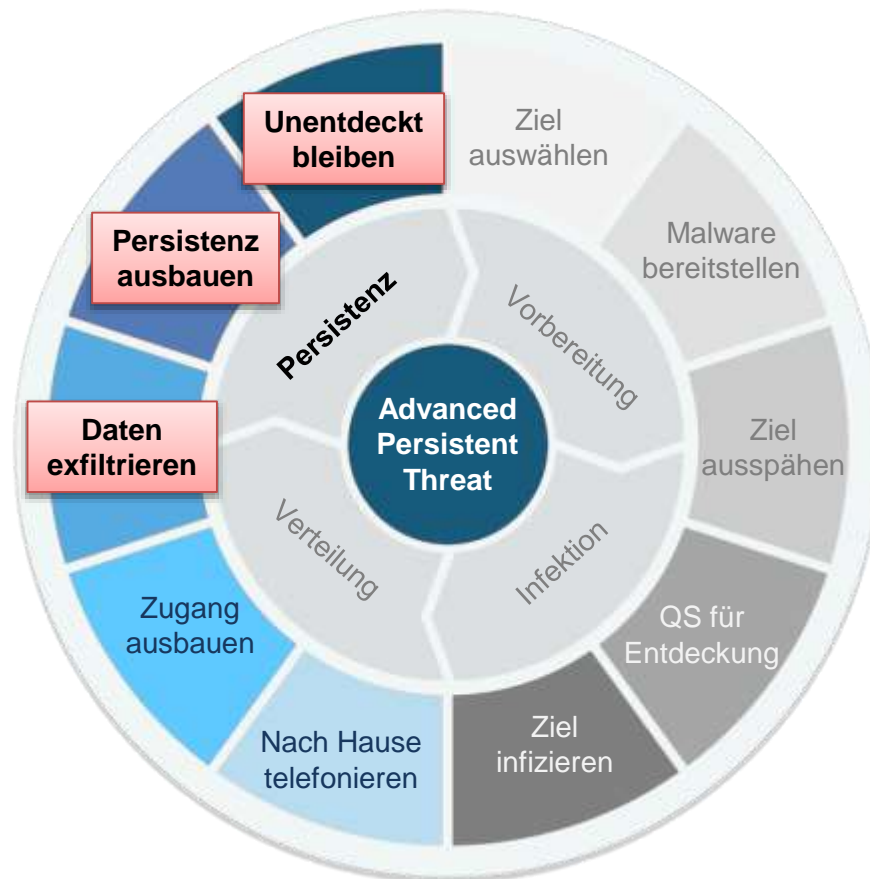 Unentdeckt
bleiben
Ziel
auswählen
Persistenz
ausbauen
Malware
bereitstellen
Persistenz
Vorbereitung
Advanced
Persistent
Threat
Daten
exfiltrieren
Ziel
ausspähen
Verteilung
Infektion
Zugang
ausbauen
QS für
Entdeckung
Nach Hause
telefonieren
Ziel
infizieren